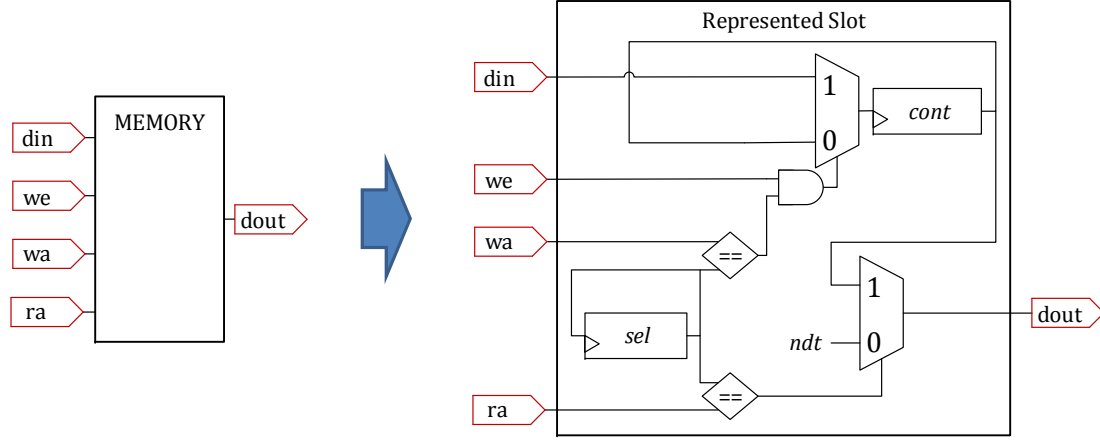 MEMORY
din
we
wa
ra
dout
Represented Slot
din
1
cont
0
we
wa
==
sel
1
ndt
0
dout
==
ra